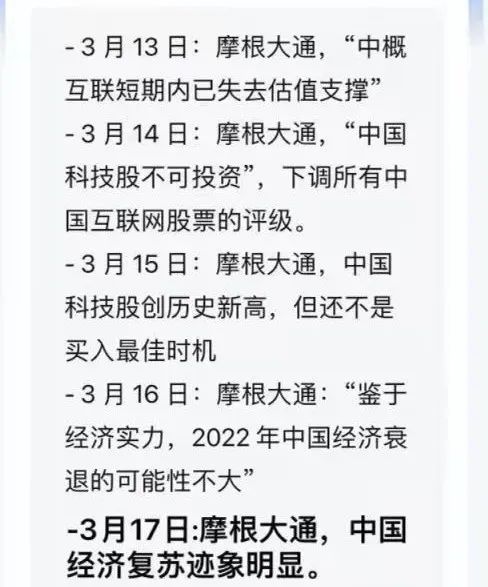 - 3 月 13 日：摩根大通，“中概
互联短期内已失去估值支撑”
- 3 月 14 日：摩根大通，“中国
科技股不可投资”，下调所有中
国互联网股票的评级。
- 3 月 15 日：摩根大通，中国
科技股创历史新高，但还不是
买入最佳时机
- 3 月 16 日：摩根大通：“鉴于
经济实力，2022 年中国经济衰
退的可能性不大”
-3月17日:摩根大通，中国
经济复苏迹象明显。